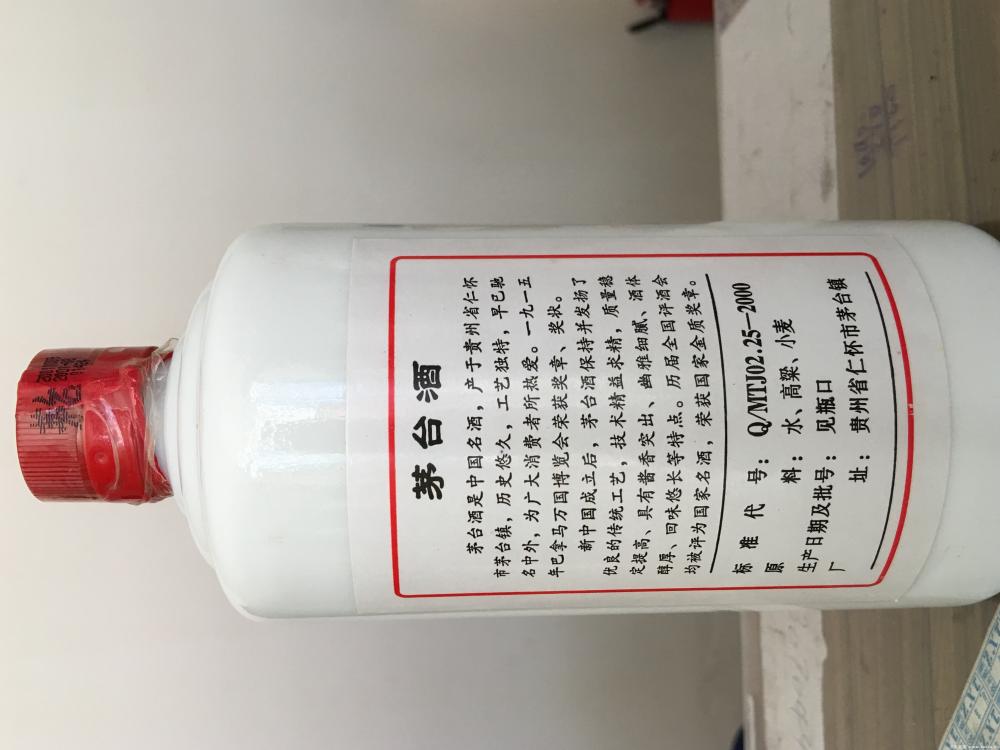 茅台酒
茅台酒是中国名酒，产于贵州省仁怀
市茅台镇，历史悠久，工艺独特，早已驰
名中外，为广大消费者所热爱。一九一五
年巴拿马万国博览会荣获奖章、奖状。
新中国成立后，茅台酒保持并发扬了
优良的传统工艺，技术精益求精，质量稳
定提高，具有酱香突出、幽雅细腻、酒体
醇厚、回味悠长等特点。历届全国评酒会
均被评为国家名酒，荣获国家金质奖章。
标准代号：Q/MTJ02.25—2000
原料：水、高粱、小麦
生产日期及批号：见瓶口
厂址：贵州省仁怀市茅台镇